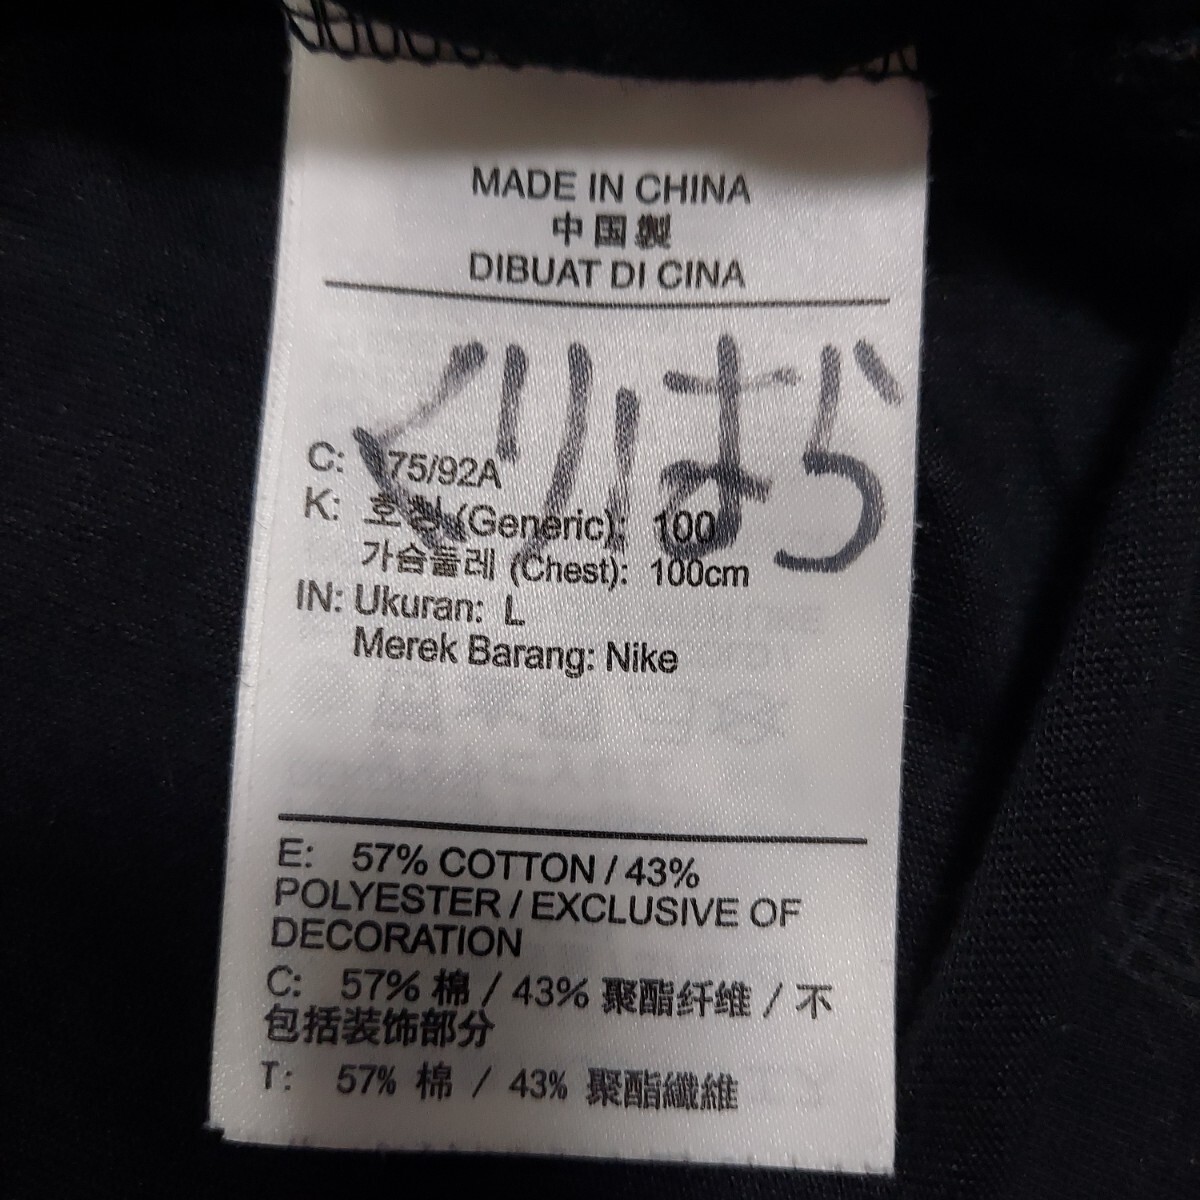 MADE IN CHINA
中国製
DIBUAT DI CINA
くりはら
C: 175/92A
K: 호칭 (Generic): 100
가슴둘레 (Chest): 100cm
IN: Ukuran: L
Merek Barang: Nike
E: 57% COTTON / 43%
POLYESTER / EXCLUSIVE OF
DECORATION
C: 57% 棉 / 43% 聚酯纤维 / 不
包括装饰部分
T: 57% 棉 / 43% 聚酯纖維